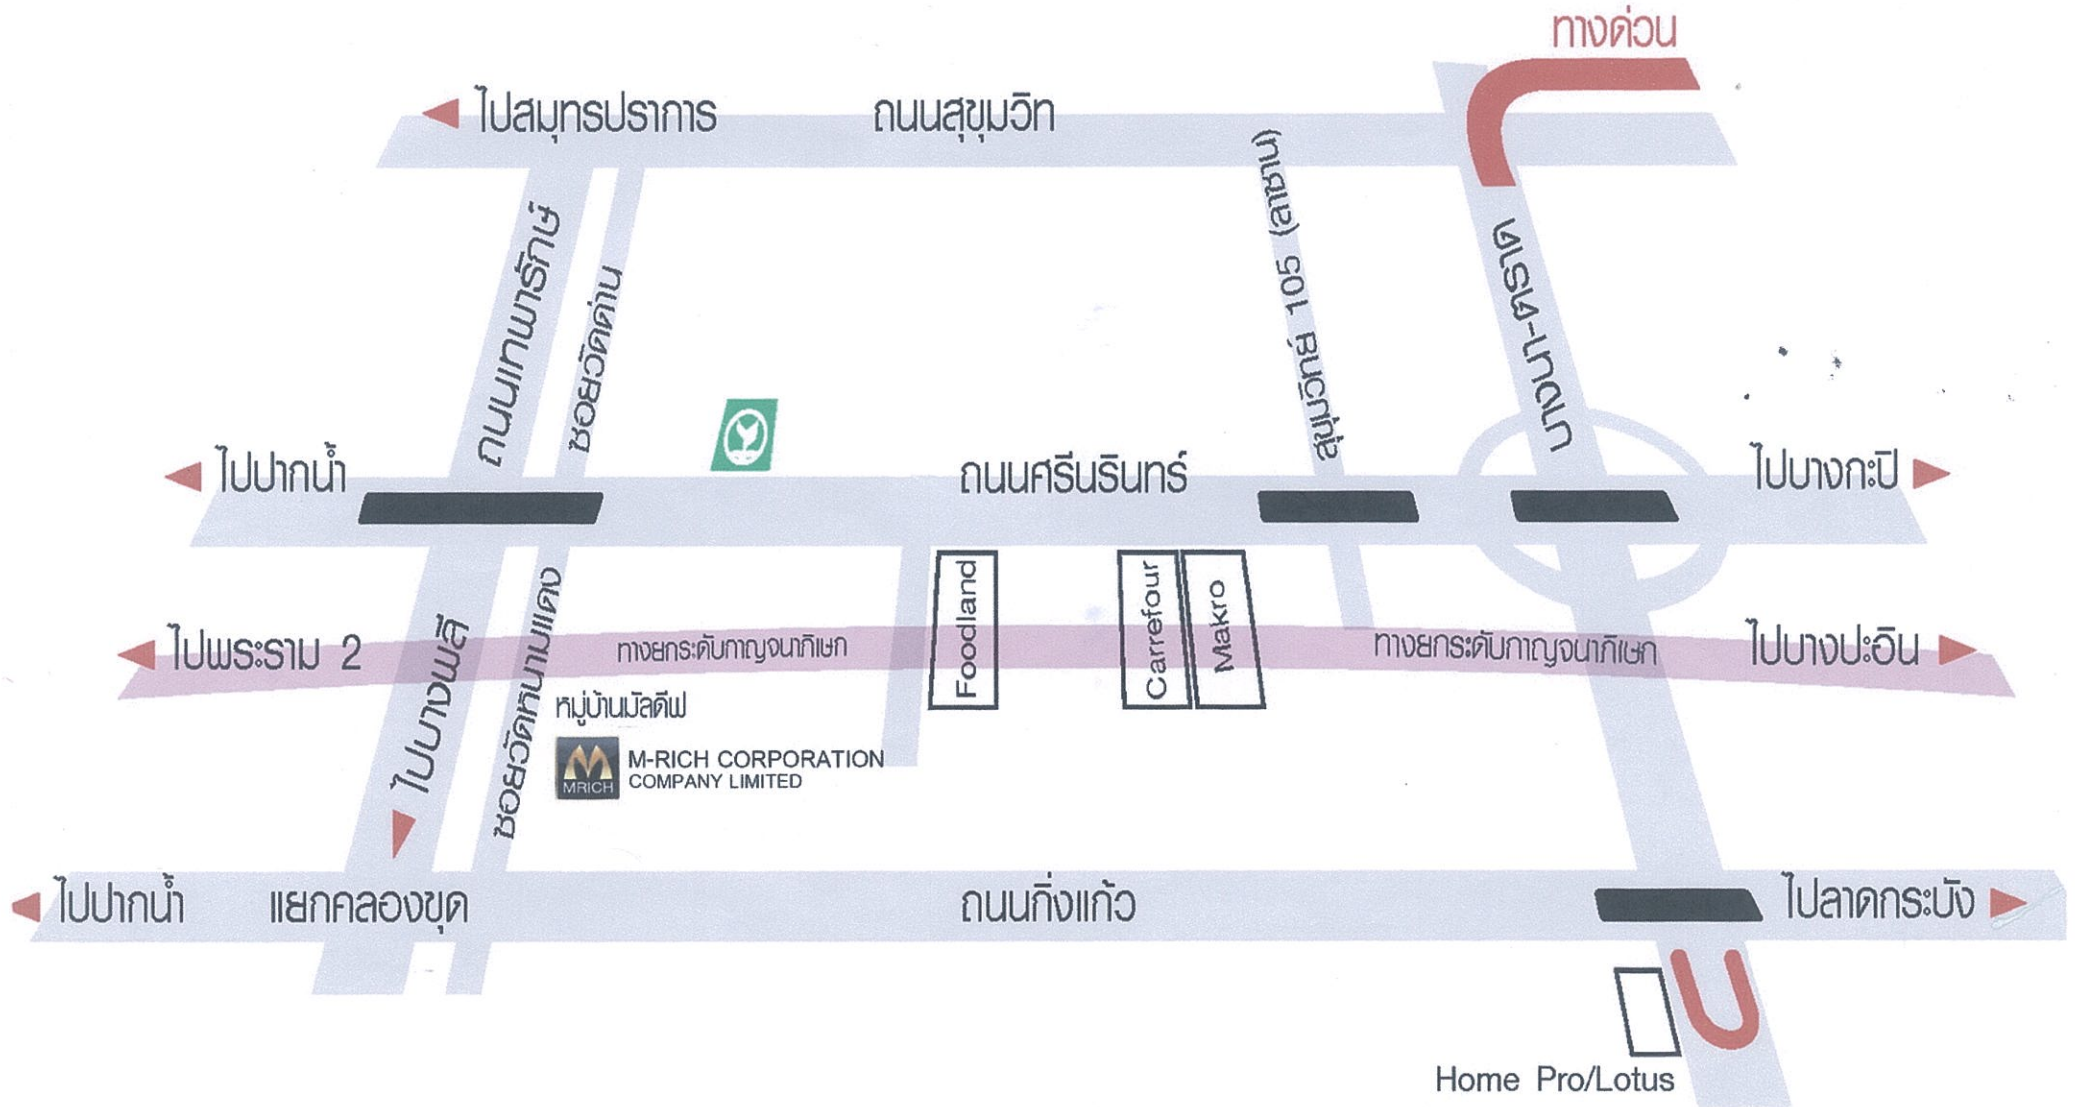 ทางด่วน
ไปสมุทรปราการ
ถนนสุขุมวิท
ถนนเทพารักษ์
ซอยวัดด่าน
สุขุมวิท 105 (ลาซาน)
บางนา-ตราด
ไปปากน้ำ
ถนนศรีนรินทร์
ไปบางกะปิ
Foodland
Carrefour
Makro
ไปพระราม 2
ทางยกระดับกาญจนาภิเษก
ทางยกระดับกาญจนาภิเษก
ไปบางปะอิน
ไปบางพลี
ซอยวัดหนามแดง
หมู่บ้านมัลดีฟ
MRICH
M-RICH CORPORATION
COMPANY LIMITED
ไปปากน้ำ
แยกคลองขุด
ถนนกิ่งแก้ว
ไปลาดกระบัง
Home Pro/Lotus